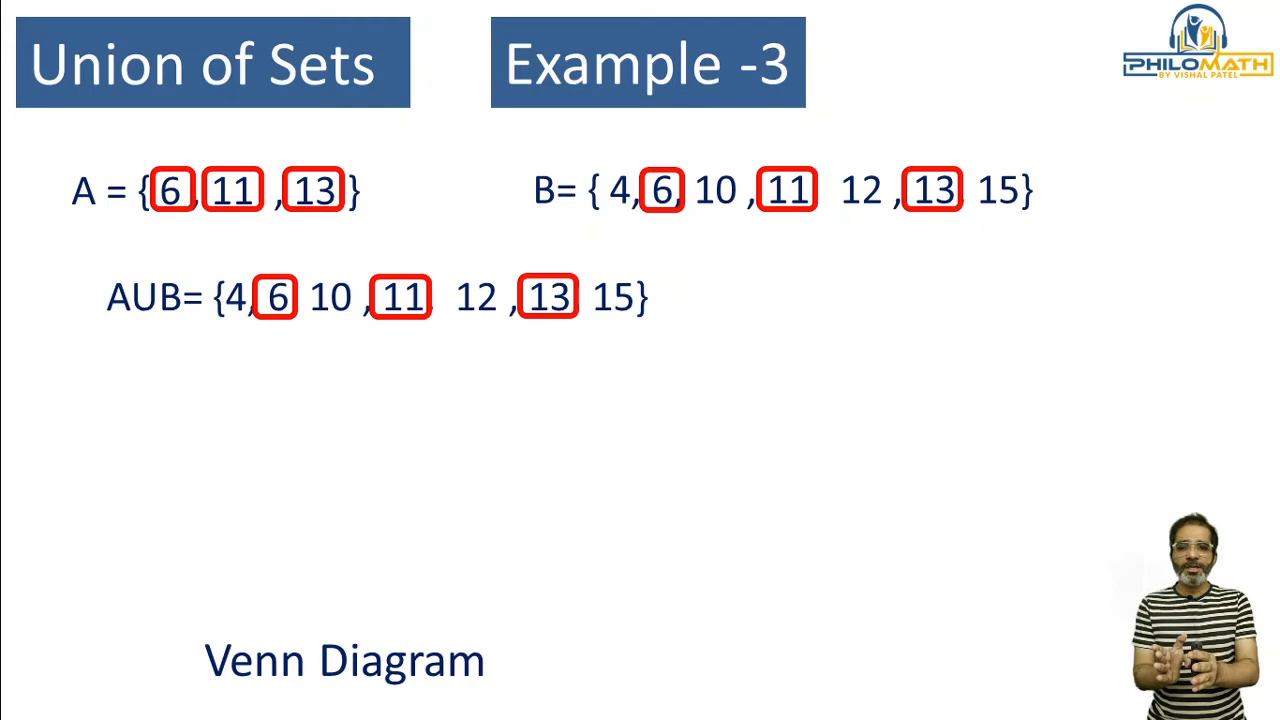 Union of Sets
Example -3
PHILOMATH
BY VISHAL PATEL
A = { 6 , 11 , 13 }
B= { 4, 6, 10 , 11 12 , 13 15}
AUB= {4, 6 10 , 11 12 , 13 15}
Venn Diagram